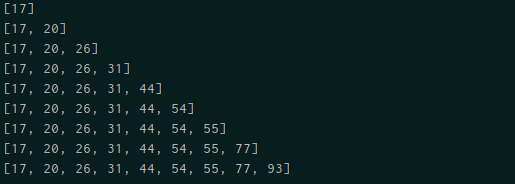 [17]
[17, 20]
[17, 20, 26]
[17, 20, 26, 31]
[17, 20, 26, 31, 44]
[17, 20, 26, 31, 44, 54]
[17, 20, 26, 31, 44, 54, 55]
[17, 20, 26, 31, 44, 54, 55, 77]
[17, 20, 26, 31, 44, 54, 55, 77, 93]